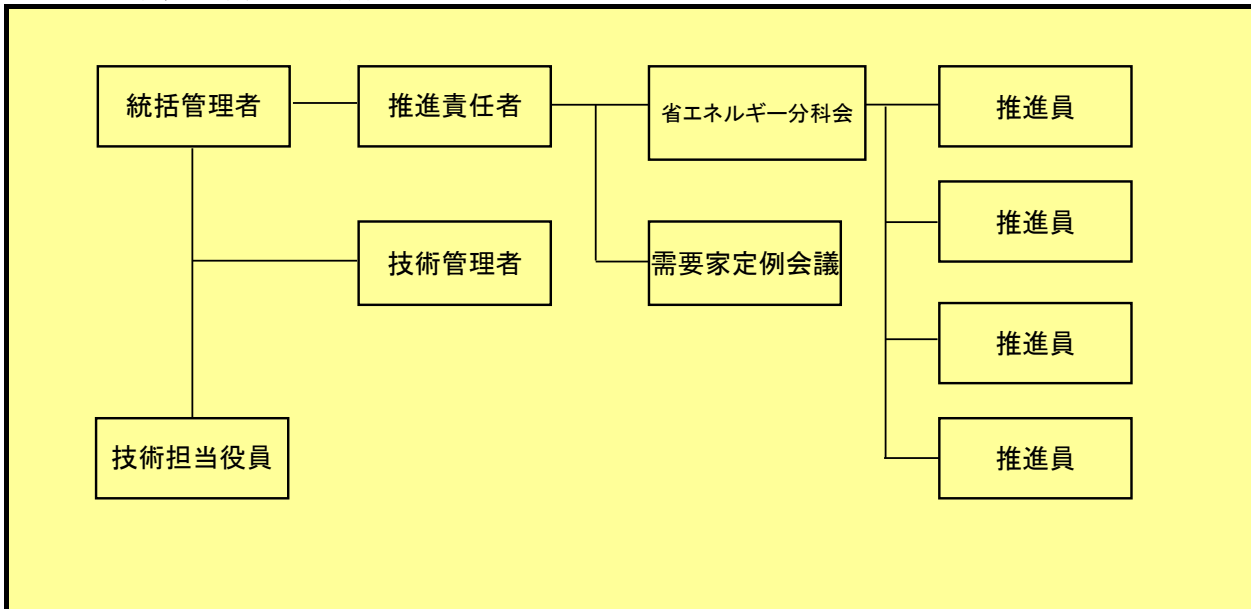 統括管理者
推進責任者
省エネルギー分科会
推進員
推進員
技術管理者
需要家定例会議
推進員
技術担当役員
推進員